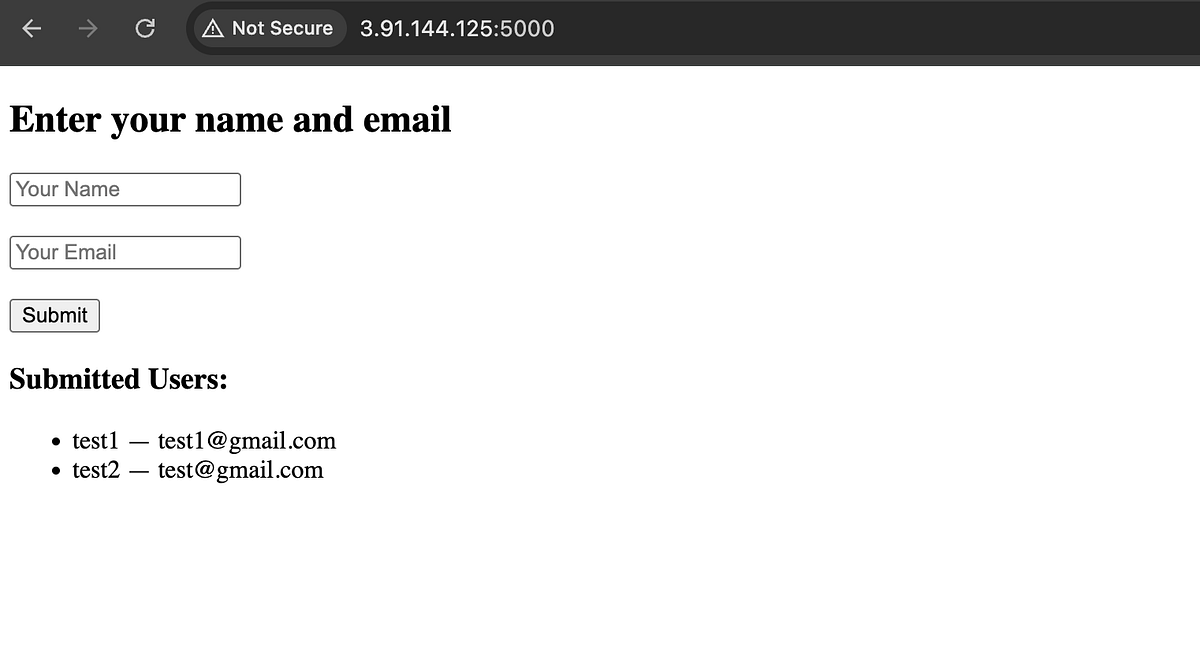 Not Secure 3.91.144.125:5000
Enter your name and email
Your Name
Your Email
Submit
Submitted Users:
• test1 — test1@gmail.com
• test2 — test@gmail.com